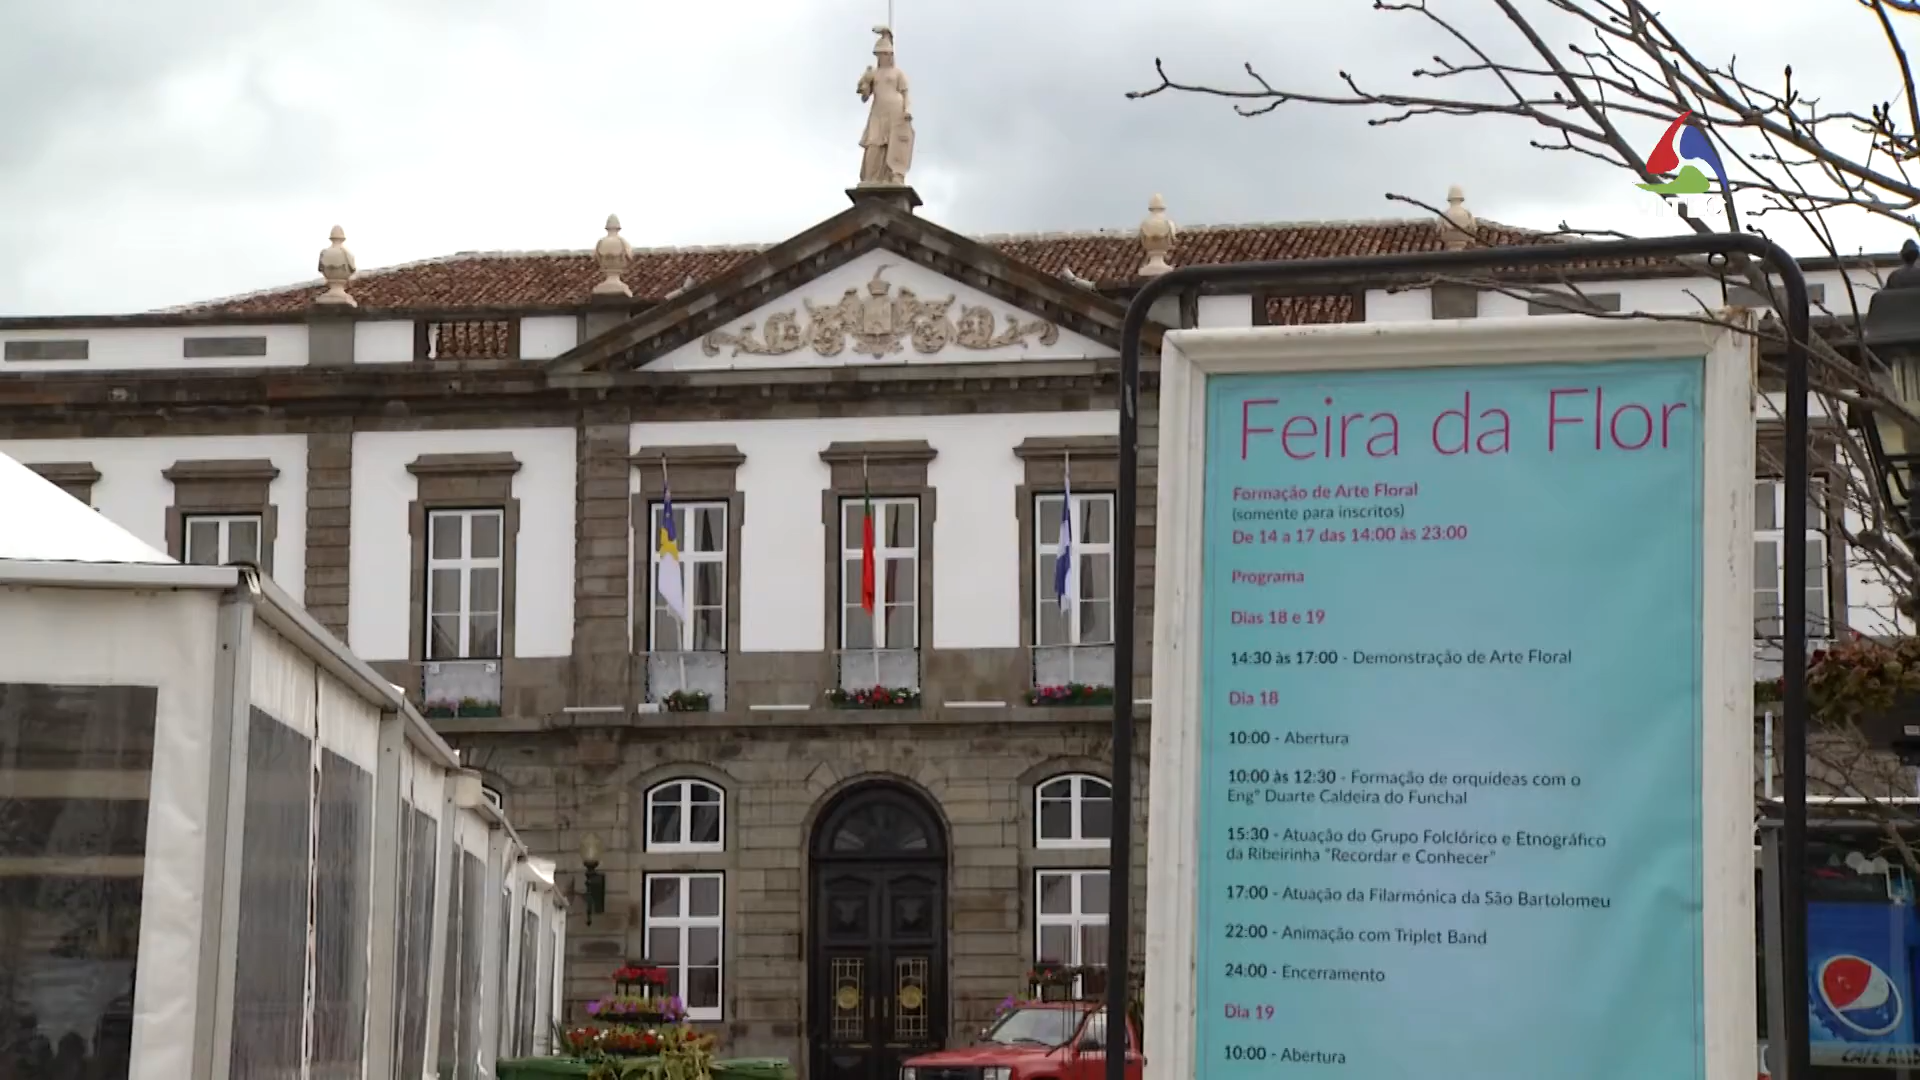 Feira da Flor
Formação de Arte Floral
(somente para inscritos)
De 14 a 17 das 14:00 às 23:00
Programa
Dias 18 e 19
14:30 às 17:00 - Demonstração de Arte Floral
Dia 18
10:00 - Abertura
10:00 às 12:30 - Formação de orquídeas com o
Engº Duarte Caldeira do Funchal
15:30 - Atuação do Grupo Folclórico e Etnográfico
da Ribeirinha "Recordar e Conhecer"
17:00 - Atuação da Filarmónica da São Bartolomeu
22:00 - Animação com Triplet Band
24:00 - Encerramento
Dia 19
10:00 - Abertura
CAFÉ